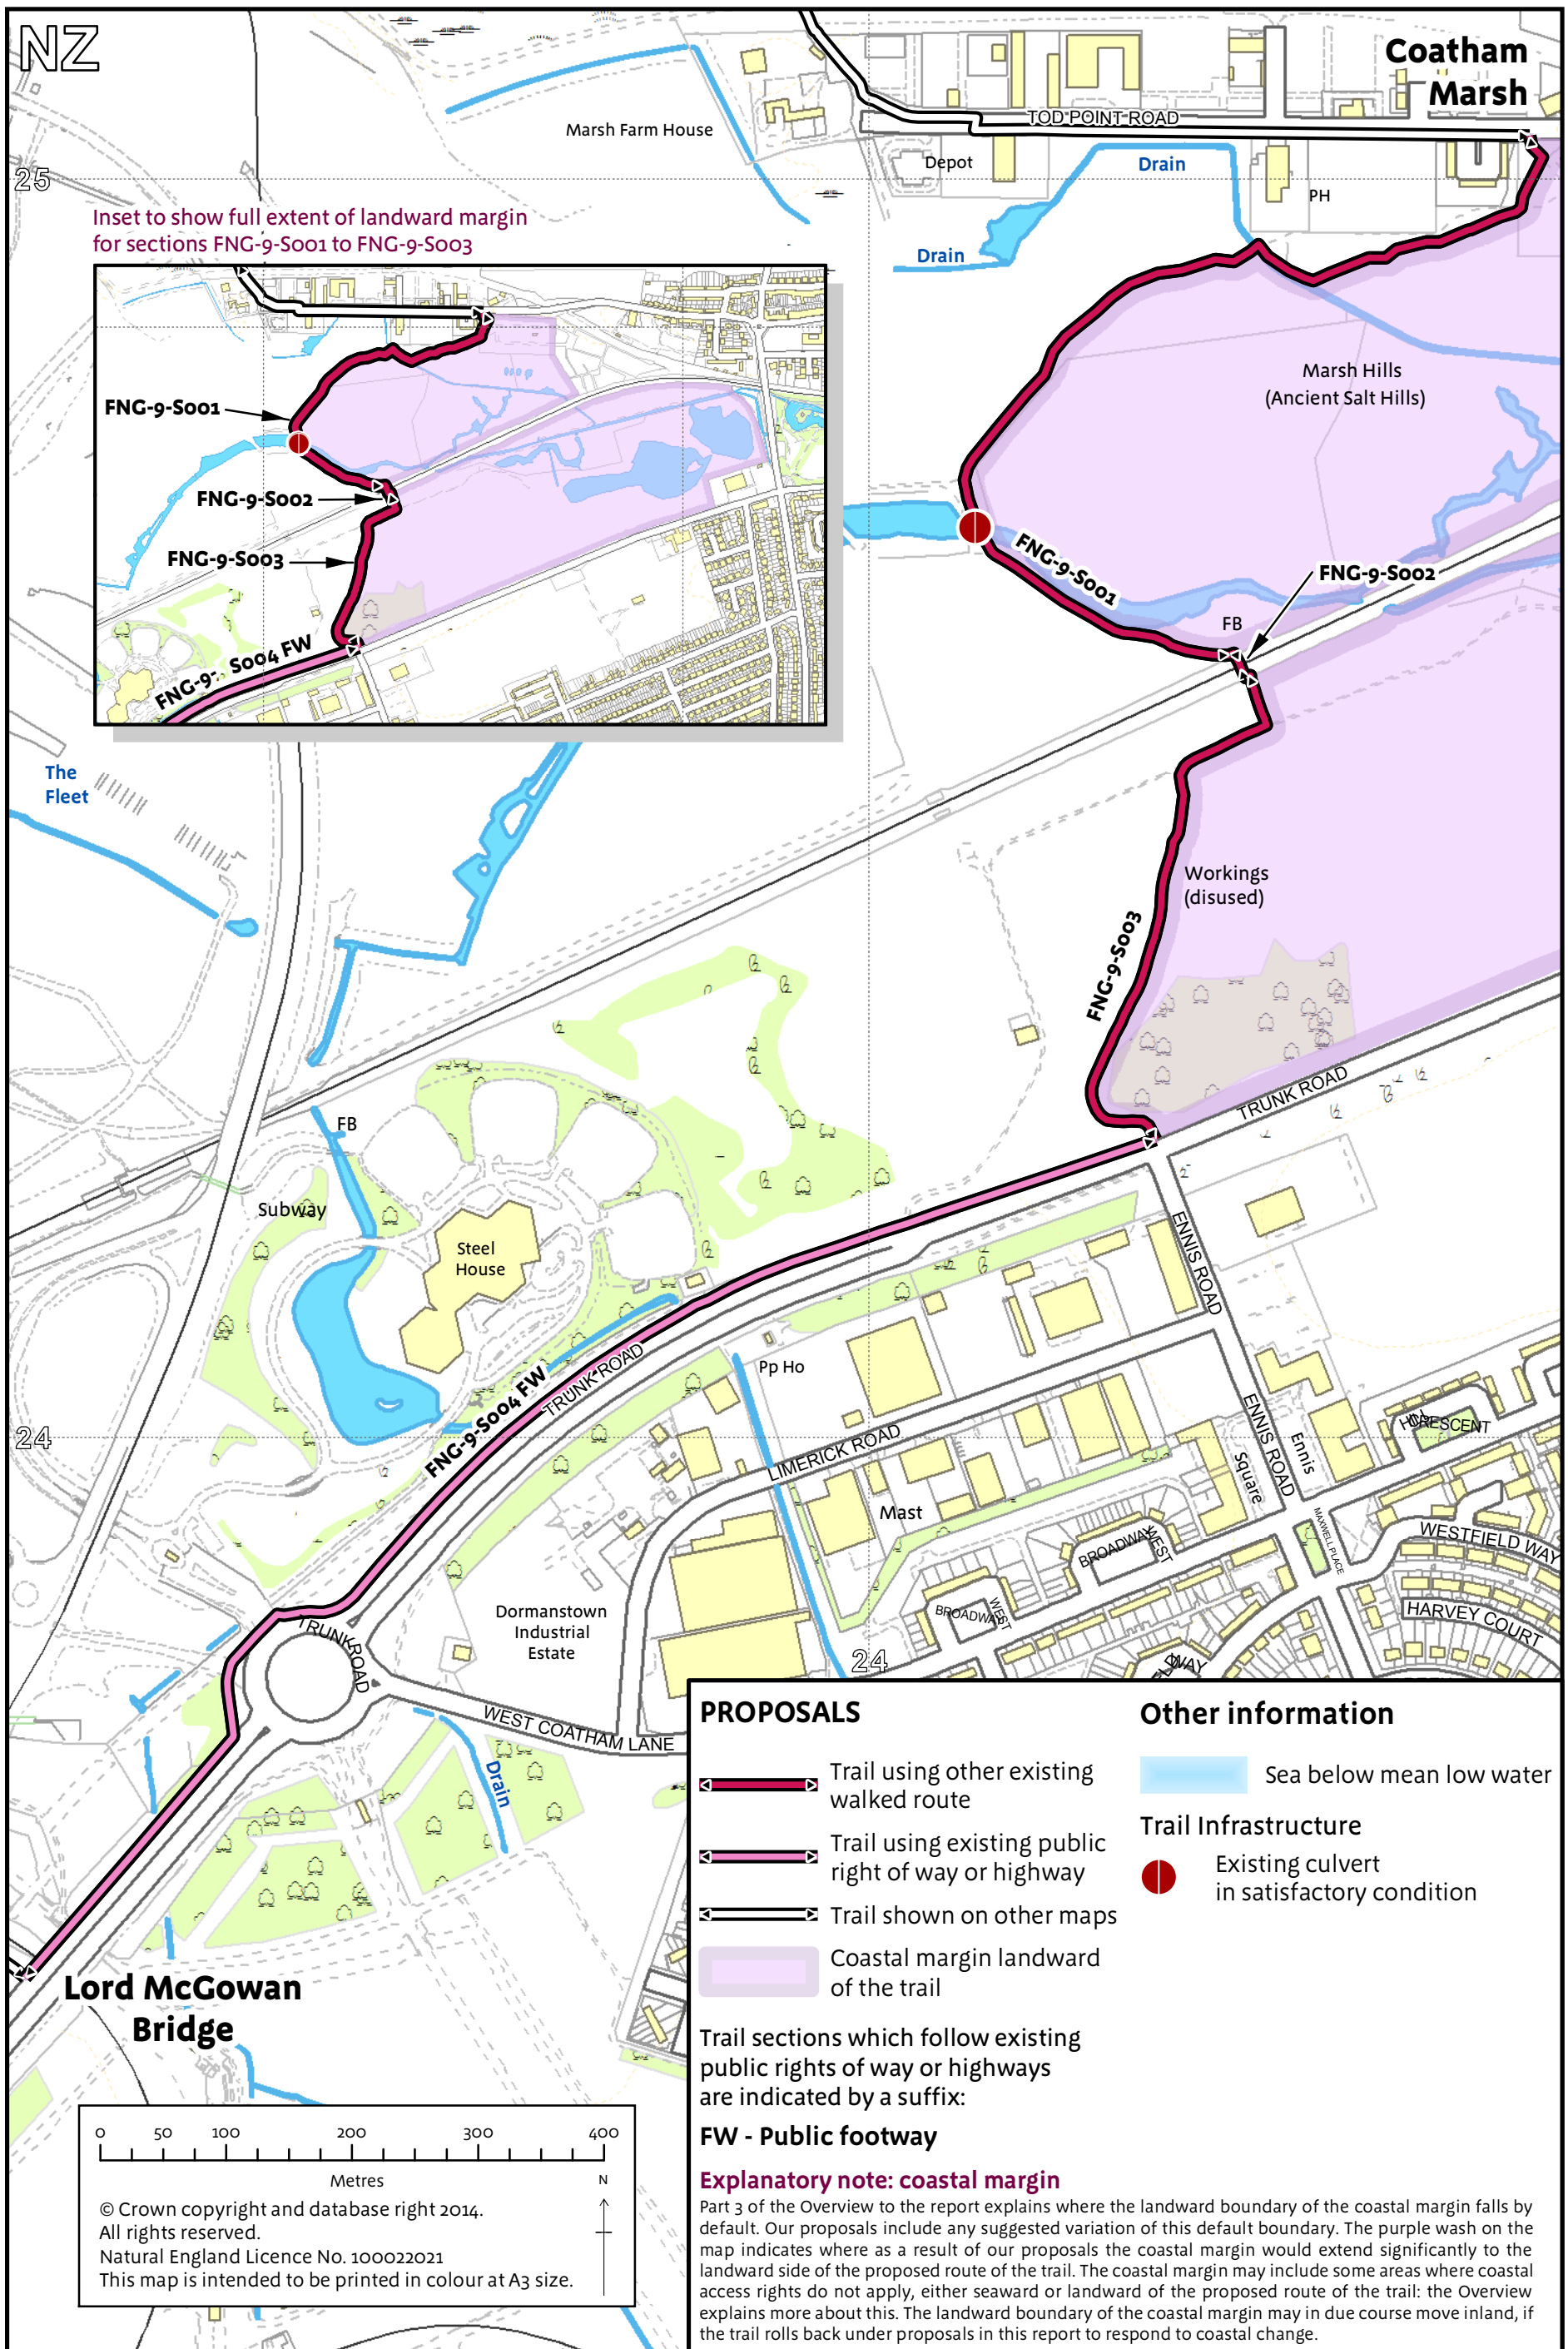 NZ
Coatham
Marsh
TOD POINT ROAD
Marsh Farm House
Depot
Drain
PH
25
Drain
Inset to show full extent of landward margin
for sections FNG-9-S001 to FNG-9-S003
FNG-9-S001
FNG-9-S002
FNG-9-S003
FNG-9- S004 FW
Marsh Hills
(Ancient Salt Hills)
FNG-9-S001
FNG-9-S002
FB
The
Fleet
Workings
(disused)
FNG-9-S003
TRUNK ROAD
FB
Subway
Steel
House
ENNIS ROAD
FNG-9-S004 FW
TRUNK ROAD
Pp Ho
24
LIMERICK ROAD
ENNIS ROAD
Ennis
Square
CRESCENT
Mast
MAXWELL PLACE
WESTFIELD WAY
BROADWAY
WEST
BROADWAY
WEST
HARVEY COURT
Dormanstown
Industrial
Estate
TRUNK ROAD
24
WAY
WEST COATHAM LANE
Drain
Lord McGowan
Bridge
0 50 100 200 300 400
Metres
N
© Crown copyright and database right 2014.
All rights reserved.
Natural England Licence No. 100022021
This map is intended to be printed in colour at A3 size.
PROPOSALS
Trail using other existing
walked route
Trail using existing public
right of way or highway
Trail shown on other maps
Coastal margin landward
of the trail
Trail sections which follow existing
public rights of way or highways
are indicated by a suffix:
FW - Public footway
Other information
Sea below mean low water
Trail Infrastructure
Existing culvert
in satisfactory condition
Explanatory note: coastal margin
Part 3 of the Overview to the report explains where the landward boundary of the coastal margin falls by
default. Our proposals include any suggested variation of this default boundary. The purple wash on the
map indicates where as a result of our proposals the coastal margin would extend significantly to the
landward side of the proposed route of the trail. The coastal margin may include some areas where coastal
access rights do not apply, either seaward or landward of the proposed route of the trail: the Overview
explains more about this. The landward boundary of the coastal margin may in due course move inland, if
the trail rolls back under proposals in this report to respond to coastal change.